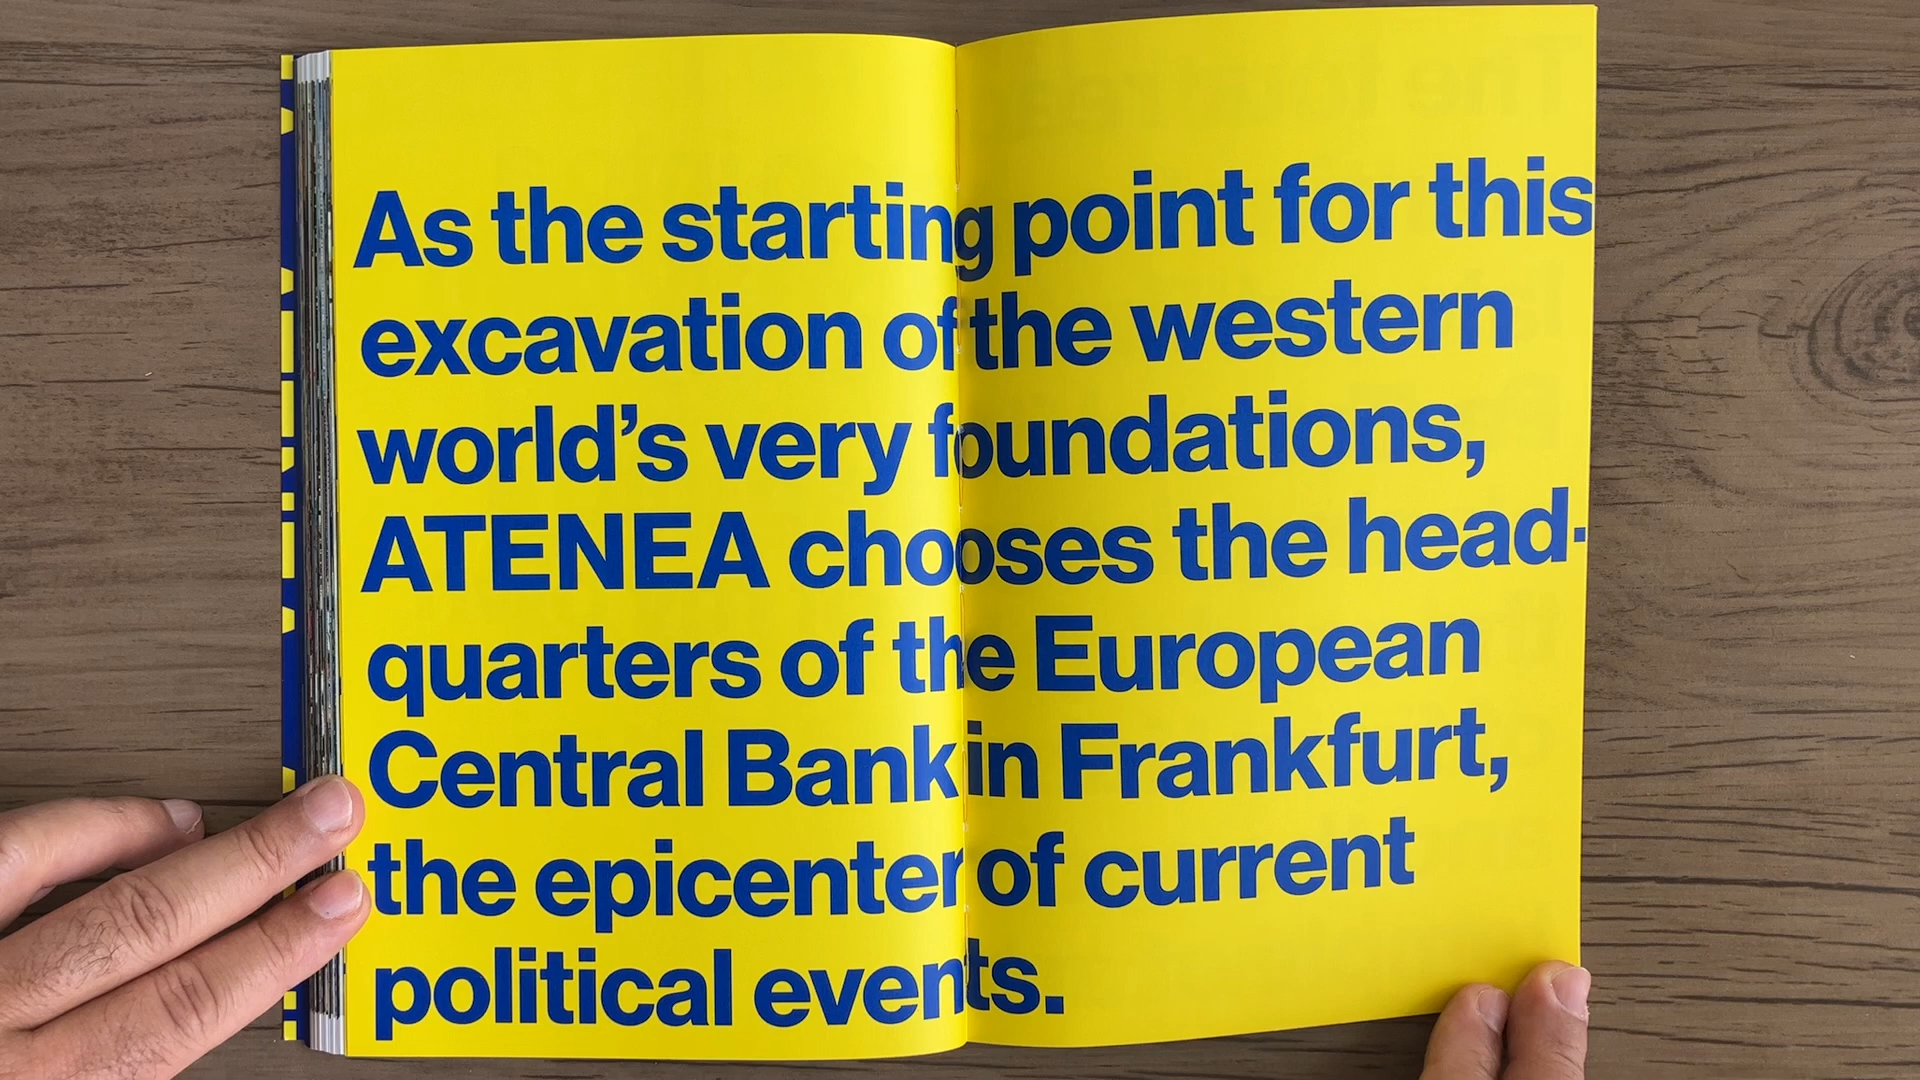 As the starting point for this
excavation of the western
world’s very foundations,
ATENEA chooses the head-
quarters of the European
Central Bank in Frankfurt,
the epicenter of current
political events.